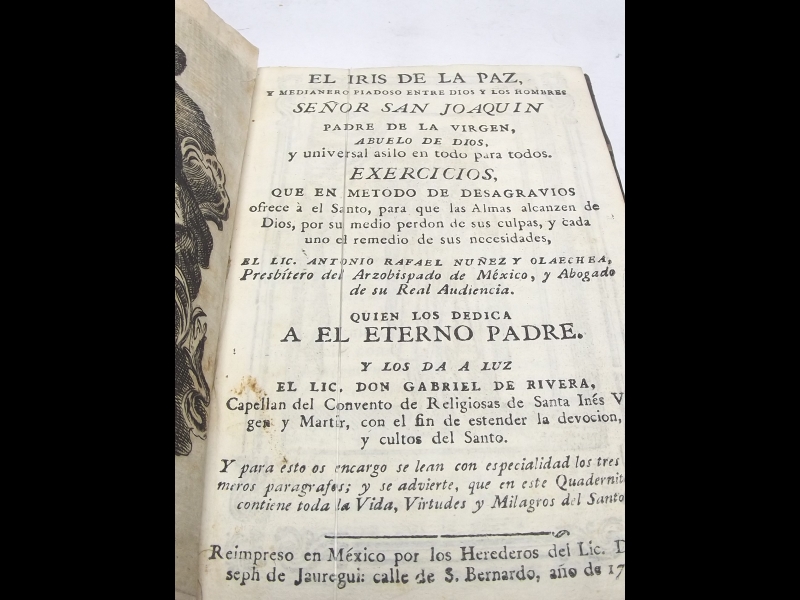 EL IRIS DE LA PAZ,
Y MEDIANERO PIADOSO ENTRE DIOS Y LOS HOMBRES
SEÑOR SAN JOAQUIN
PADRE DE LA VIRGEN,
ABUELO DE DIOS,
y universal asilo en todo para todos.
EXERCICIOS,
QUE EN METODO DE DESAGRAVIOS
ofrece à el Santo, para que las Almas alcanzen de
Dios, por su medio perdon de sus culpas, y cada
uno el remedio de sus necesidades,
EL LIC. ANTONIO RAFAEL NUÑEZ Y OLAECHEA,
Presbítero del Arzobispado de México, y Abogado
de su Real Audiencia.
QUIEN LOS DEDICA
A EL ETERNO PADRE.
Y LOS DA A LUZ
EL LIC. DON GABRIEL DE RIVERA,
Capellan del Convento de Religiosas de Santa Inés V
gen y Martir, con el fin de estender la devocion,
y cultos del Santo.
Y para esto os encargo se lean con especialidad los tres
meros paragrafos; y se advierte, que en este Quadernit
contiene toda la Vida, Virtudes y Milagros del Santo
Reimpreso en México por los Herederos del Lic. D
seph de Jauregui: calle de S. Bernardo, año de 17